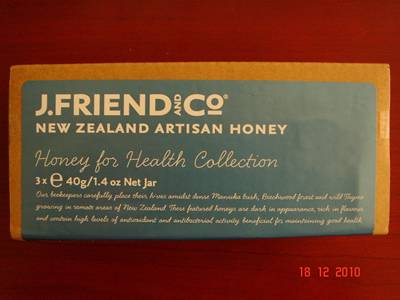 J.FRIEND AND CO®
NEW ZEALAND ARTISAN HONEY
Honey for Health Collection
3 x ℮ 40g/1.4 oz Net Jar
Our beekeepers carefully place their hives amidst dense Manuka bush, Beechwood forest and wild Thyme
growing in remote areas of New Zealand. These featured honeys are dark in appearance, rich in flavour
and contain high levels of antioxidant and antibacterial activity beneficial for maintaining good health.
18 12 2010